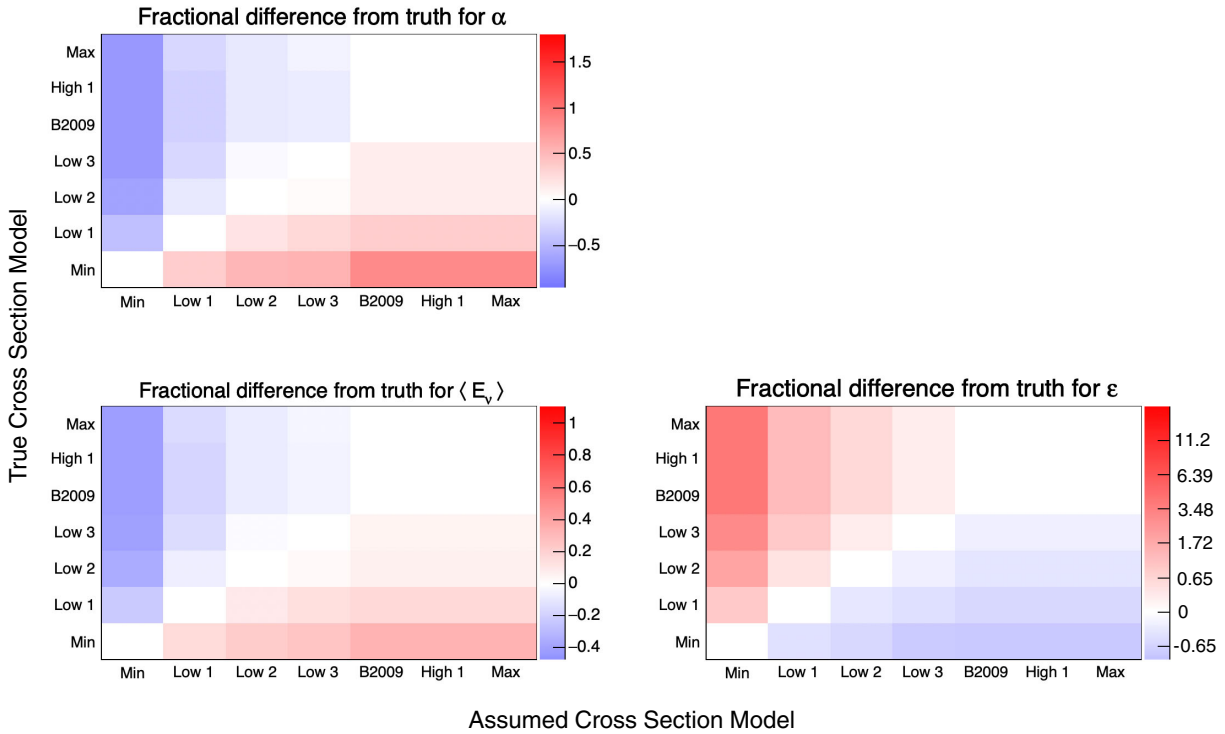 Fractional difference from truth for α
Max
High 1
B2009
Low 3
Low 2
Low 1
Min
Min Low 1 Low 2 Low 3 B2009 High 1 Max
1.5
1
0.5
0
−0.5
True Cross Section Model
Fractional difference from truth for ⟨ E_ν ⟩
Max
High 1
B2009
Low 3
Low 2
Low 1
Min
Min Low 1 Low 2 Low 3 B2009 High 1 Max
1
0.8
0.6
0.4
0.2
0
−0.2
−0.4
Fractional difference from truth for ε
Max
High 1
B2009
Low 3
Low 2
Low 1
Min
Min Low 1 Low 2 Low 3 B2009 High 1 Max
11.2
6.39
3.48
1.72
0.65
0
-0.65
Assumed Cross Section Model